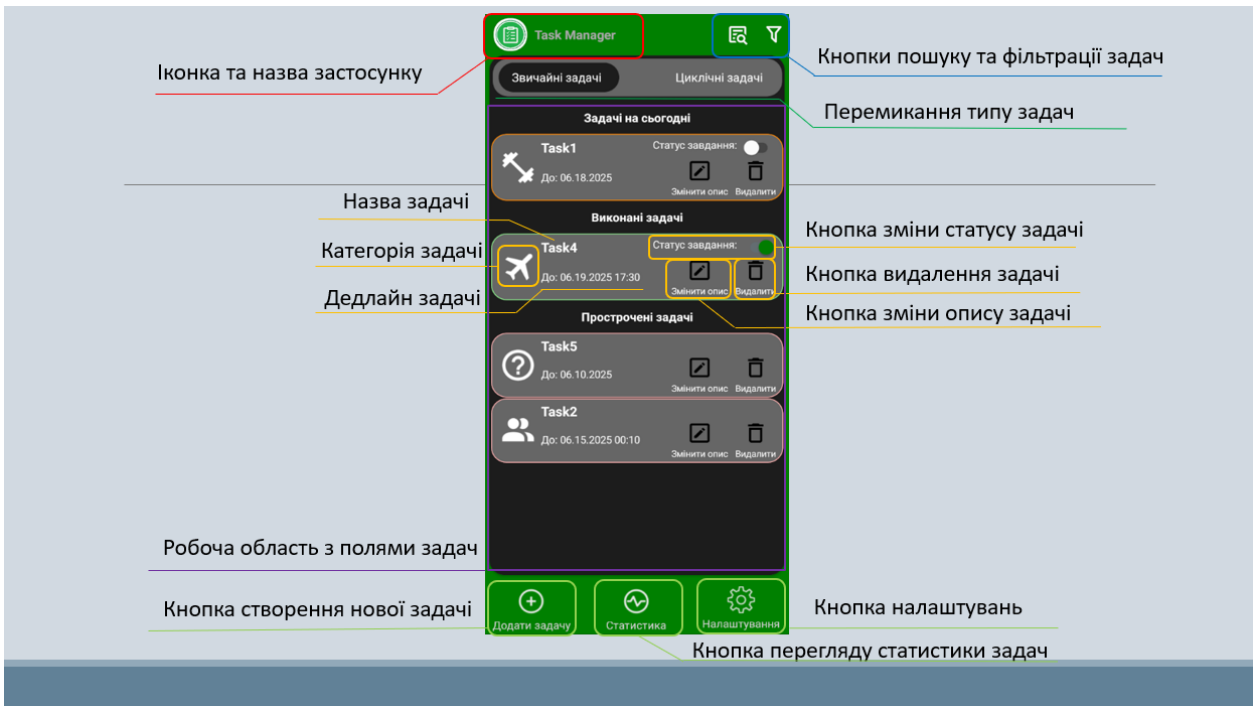 Task Manager
Кнопки пошуку та фільтрації задач
Іконка та назва застосунку
Звичайні задачі
Циклічні задачі
Перемикання типу задач
Задачі на сьогодні
Task1
Статус завдання:
До: 06.18.2025
Змінити опис
Видалити
Назва задачі
Виконані задачі
Кнопка зміни статусу задачі
Категорія задачі
Task4
Статус завдання:
Кнопка видалення задачі
До: 06.19.2025 17:30
Змінити опис
Видалити
Дедлайн задачі
Кнопка зміни опису задачі
Прострочені задачі
Task5
До: 06.10.2025
Змінити опис
Видалити
Task2
До: 06.15.2025 00:10
Змінити опис
Видалити
Робоча область з полями задач
Кнопка створення нової задачі
Додати задачу
Статистика
Налаштування
Кнопка налаштувань
Кнопка перегляду статистики задач